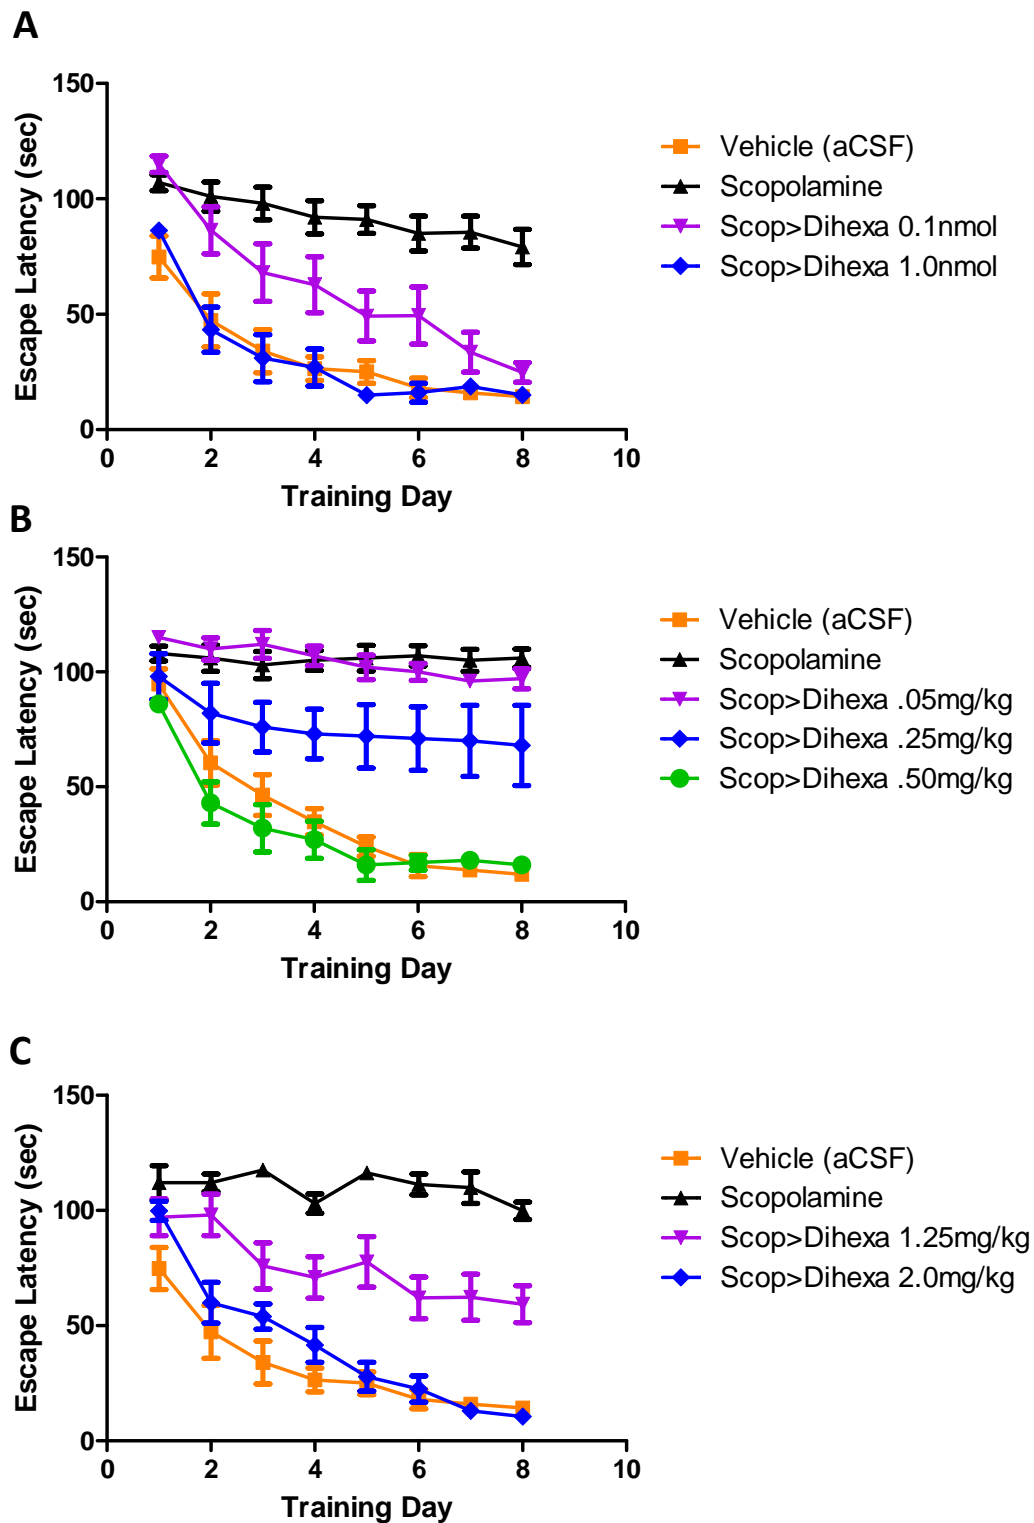 A
150
100
50
0
0
2
4
6
8
10
Escape Latency (sec)
Training Day
Vehicle (aCSF)
Scopolamine
Scop>Dihexa 0.1nmol
Scop>Dihexa 1.0nmol
B
150
100
50
0
0
2
4
6
8
10
Escape Latency (sec)
Training Day
Vehicle (aCSF)
Scopolamine
Scop>Dihexa .05mg/kg
Scop>Dihexa .25mg/kg
Scop>Dihexa .50mg/kg
C
150
100
50
0
0
2
4
6
8
10
Escape Latency (sec)
Training Day
Vehicle (aCSF)
Scopolamine
Scop>Dihexa 1.25mg/kg
Scop>Dihexa 2.0mg/kg